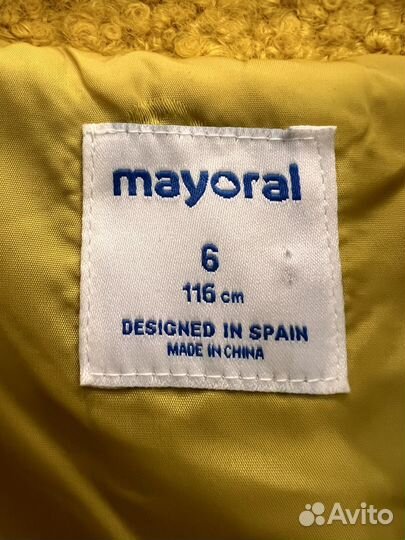 mayoral
6
116 cm
DESIGNED IN SPAIN
MADE IN CHINA
Avito